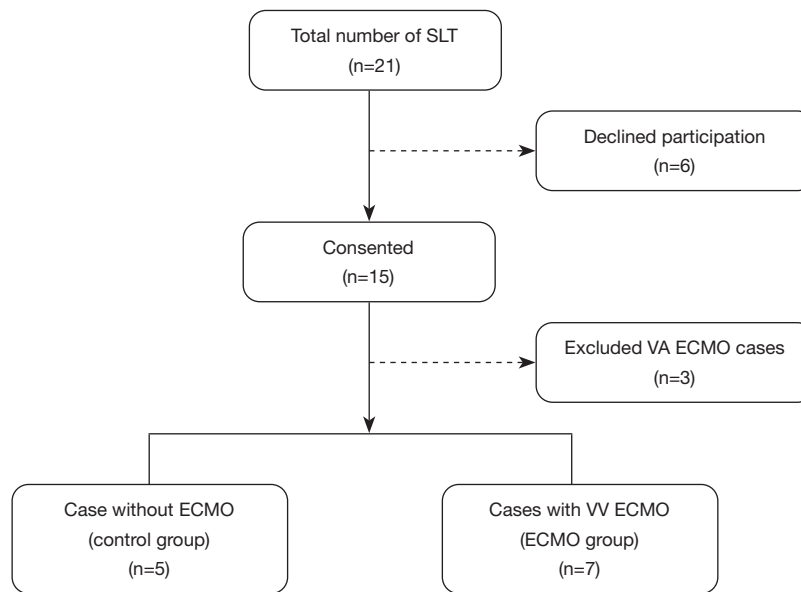 Total number of SLT
(n=21)
Declined participation
(n=6)
Consented
(n=15)
Excluded VA ECMO cases
(n=3)
Case without ECMO
(control group)
(n=5)
Cases with VV ECMO
(ECMO group)
(n=7)